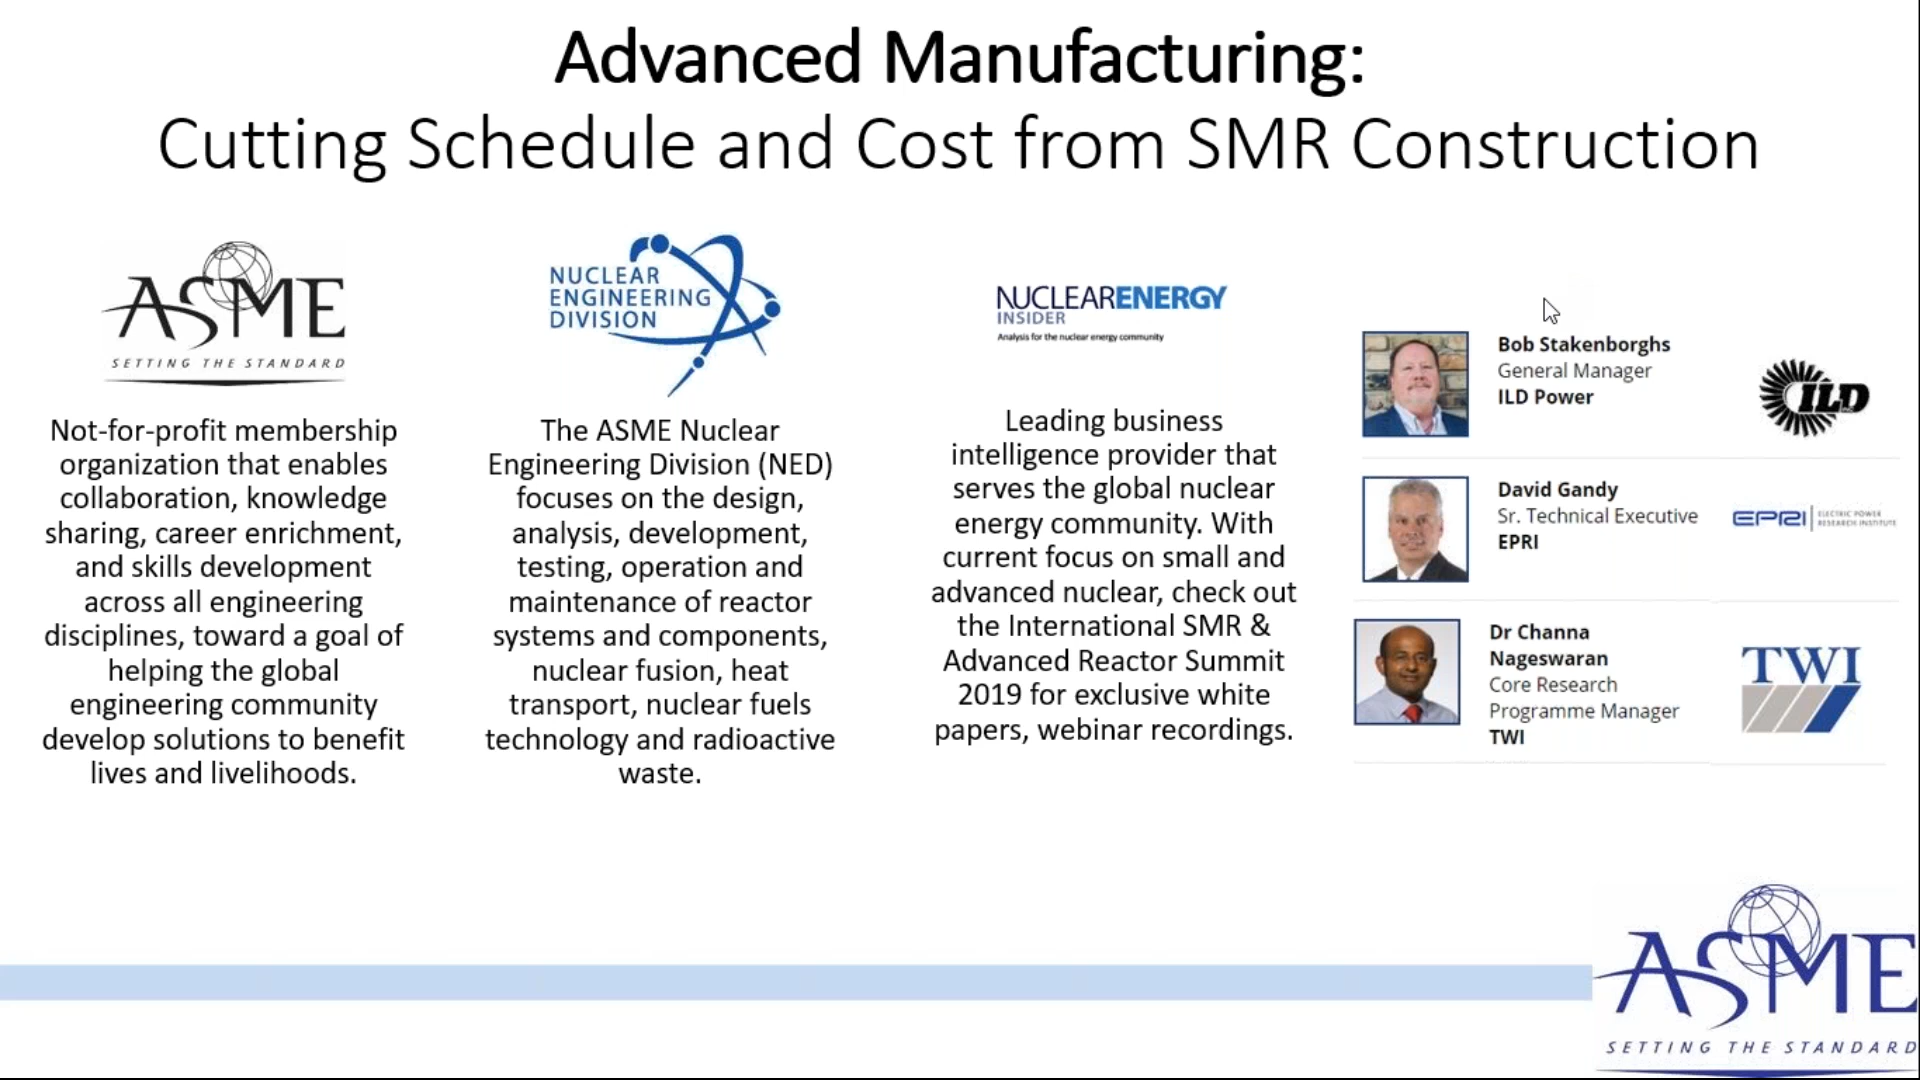 Advanced Manufacturing:
Cutting Schedule and Cost from SMR Construction
ASME
SETTING THE STANDARD
Not-for-profit membership
organization that enables
collaboration, knowledge
sharing, career enrichment,
and skills development
across all engineering
disciplines, toward a goal of
helping the global
engineering community
develop solutions to benefit
lives and livelihoods.
NUCLEAR
ENGINEERING
DIVISION
The ASME Nuclear
Engineering Division (NED)
focuses on the design,
analysis, development,
testing, operation and
maintenance of reactor
systems and components,
nuclear fusion, heat
transport, nuclear fuels
technology and radioactive
waste.
NUCLEARENERGY
INSIDER
Analysis for the nuclear energy community
Leading business
intelligence provider that
serves the global nuclear
energy community. With
current focus on small and
advanced nuclear, check out
the International SMR &
Advanced Reactor Summit
2019 for exclusive white
papers, webinar recordings.
Bob Stakenborghs
General Manager
ILD Power
ILD
David Gandy
Sr. Technical Executive
EPRI
EPRI
ELECTRIC POWER
RESEARCH INSTITUTE
Dr Channa
Nageswaran
Core Research
Programme Manager
TWI
TWI
ASME
SETTING THE STANDARD